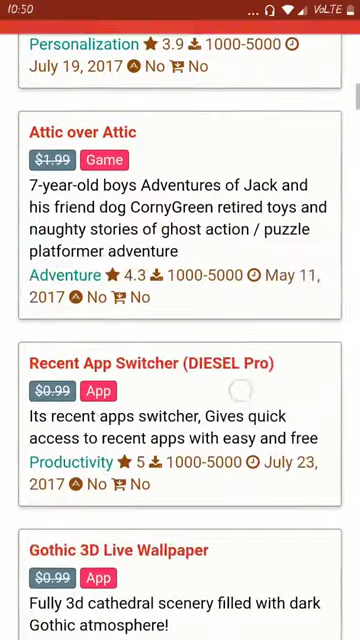 10:50 ... VoLTE
Personalization 3.9 1000-5000
July 19, 2017 No No
Attic over Attic
$1.99 Game
7-year-old boys Adventures of Jack and
his friend dog CornyGreen retired toys and
naughty stories of ghost action / puzzle
platformer adventure
Adventure 4.3 1000-5000 May 11,
2017 No No
Recent App Switcher (DIESEL Pro)
$0.99 App
Its recent apps switcher, Gives quick
access to recent apps with easy and free
Productivity 5 1000-5000 July 23,
2017 No No
Gothic 3D Live Wallpaper
$0.99 App
Fully 3d cathedral scenery filled with dark
Gothic atmosphere!